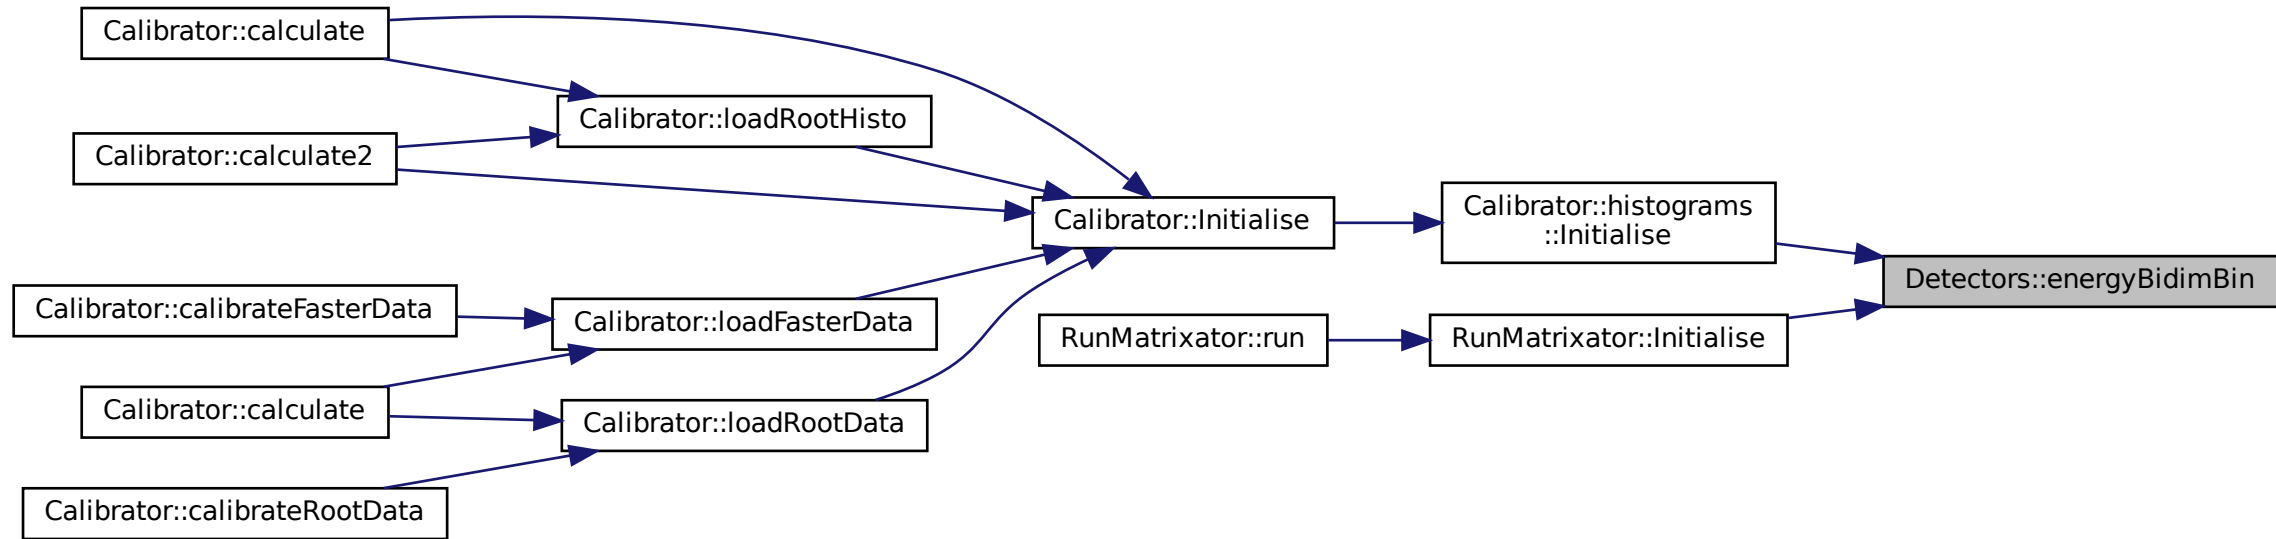 Calibrator::calculate
Calibrator::loadRootHisto
Calibrator::calculate2
Calibrator::Initialise
Calibrator::histograms
::Initialise
Detectors::energyBidimBin
Calibrator::calibrateFasterData
Calibrator::loadFasterData
RunMatrixator::run
RunMatrixator::Initialise
Calibrator::calculate
Calibrator::loadRootData
Calibrator::calibrateRootData